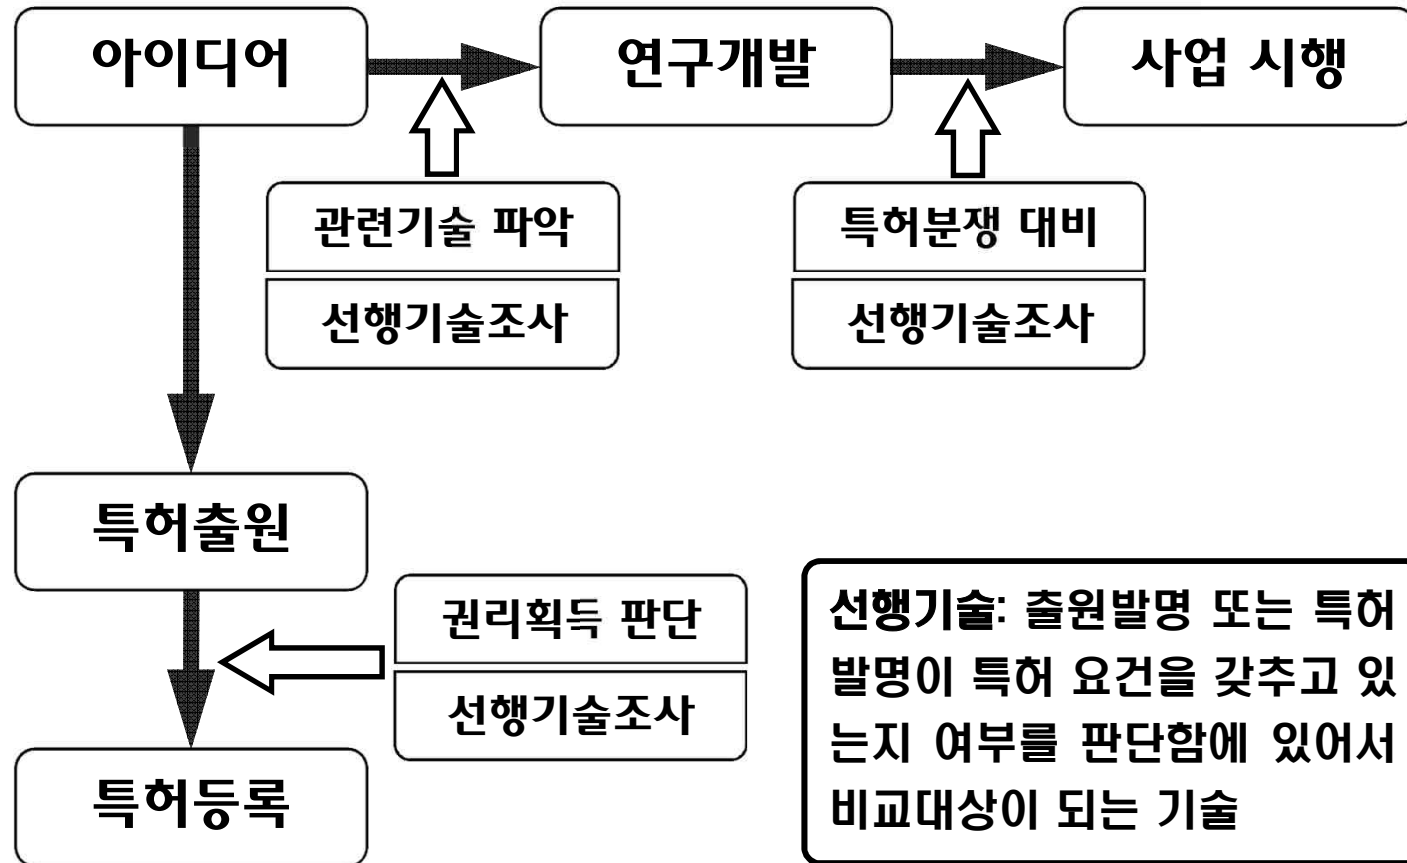 아이디어
연구개발
사업 시행
관련기술 파악
선행기술조사
특허분쟁 대비
선행기술조사
특허출원
권리획득 판단
선행기술조사
특허등록
선행기술: 출원발명 또는 특허
발명이 특허 요건을 갖추고 있
는지 여부를 판단함에 있어서
비교대상이 되는 기술